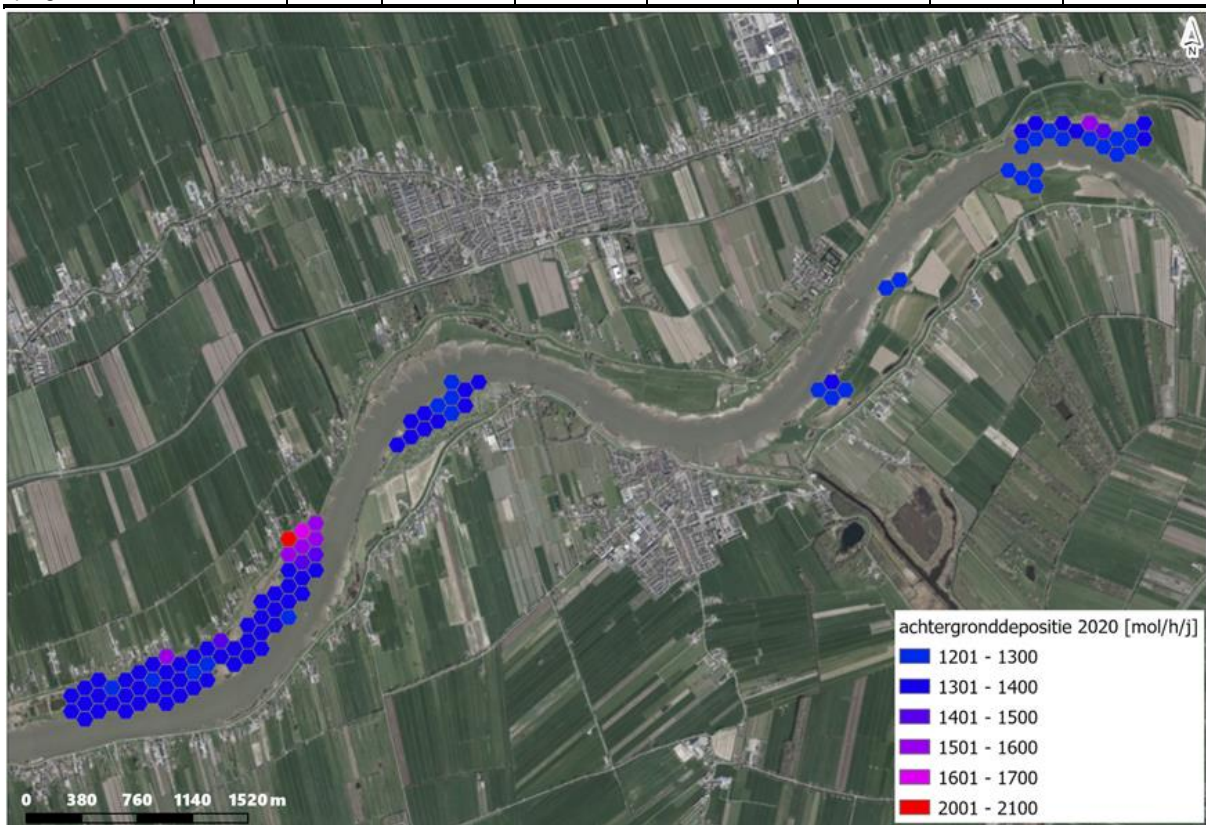 N
achtergronddepositie 2020 [mol/h/j]
1201 - 1300
1301 - 1400
1401 - 1500
1501 - 1600
1601 - 1700
2001 - 2100
0 380 760 1140 1520 m